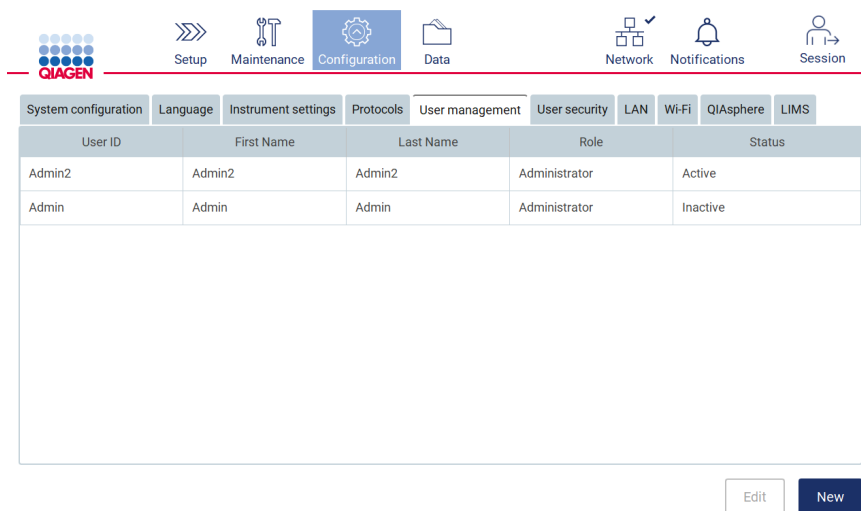 QIAGEN
Setup Maintenance Configuration Data Network Notifications Session
System configuration Language Instrument settings Protocols User management User security LAN Wi-Fi QIAsphere LIMS
User ID First Name Last Name Role Status
Admin2 Admin2 Admin2 Administrator Active
Admin Admin Admin Administrator Inactive
Edit New